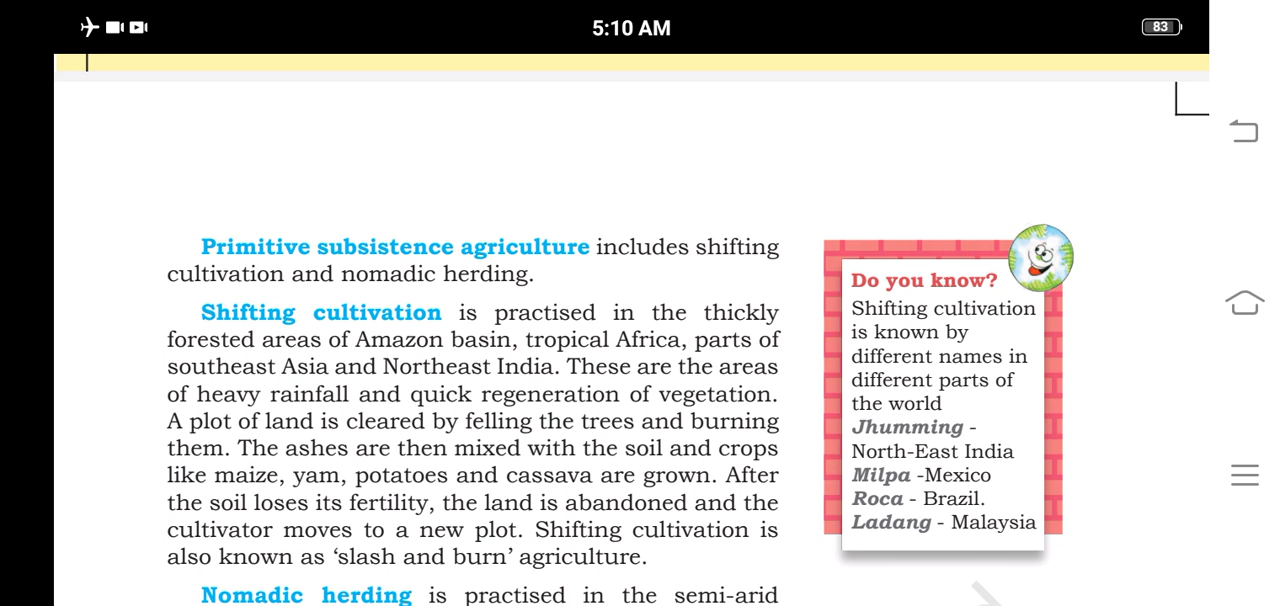 5:10 AM
83
Primitive subsistence agriculture includes shifting
cultivation and nomadic herding.
Shifting cultivation is practised in the thickly
forested areas of Amazon basin, tropical Africa, parts of
southeast Asia and Northeast India. These are the areas
of heavy rainfall and quick regeneration of vegetation.
A plot of land is cleared by felling the trees and burning
them. The ashes are then mixed with the soil and crops
like maize, yam, potatoes and cassava are grown. After
the soil loses its fertility, the land is abandoned and the
cultivator moves to a new plot. Shifting cultivation is
also known as ‘slash and burn’ agriculture.
Nomadic herding is practised in the semi-arid
Do you know?
Shifting cultivation
is known by
different names in
different parts of
the world
Jhumming -
North-East India
Milpa -Mexico
Roca - Brazil.
Ladang - Malaysia